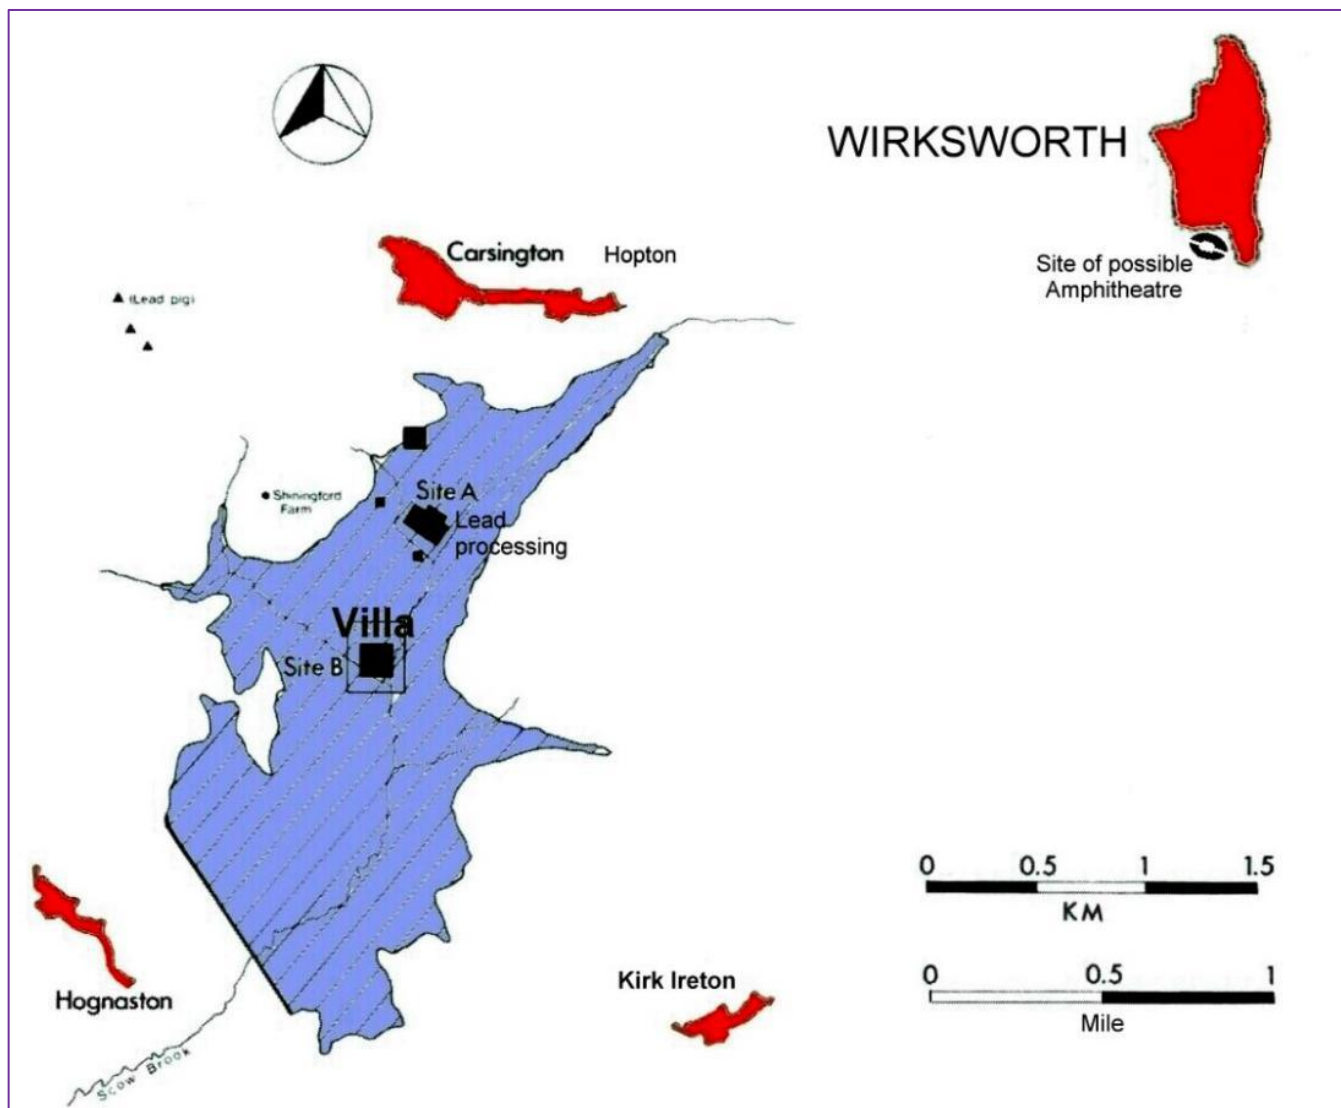 WIRKSWORTH
Carsington
Hopton
Site of possible
Amphitheatre
(Lead pig)
Shiningford
Farm
Site A
Lead
processing
Villa
Site B
0 0.5 1 1.5
KM
Hognaston
Kirk Ireton
0 0.5 1
Mile
Scow Brook